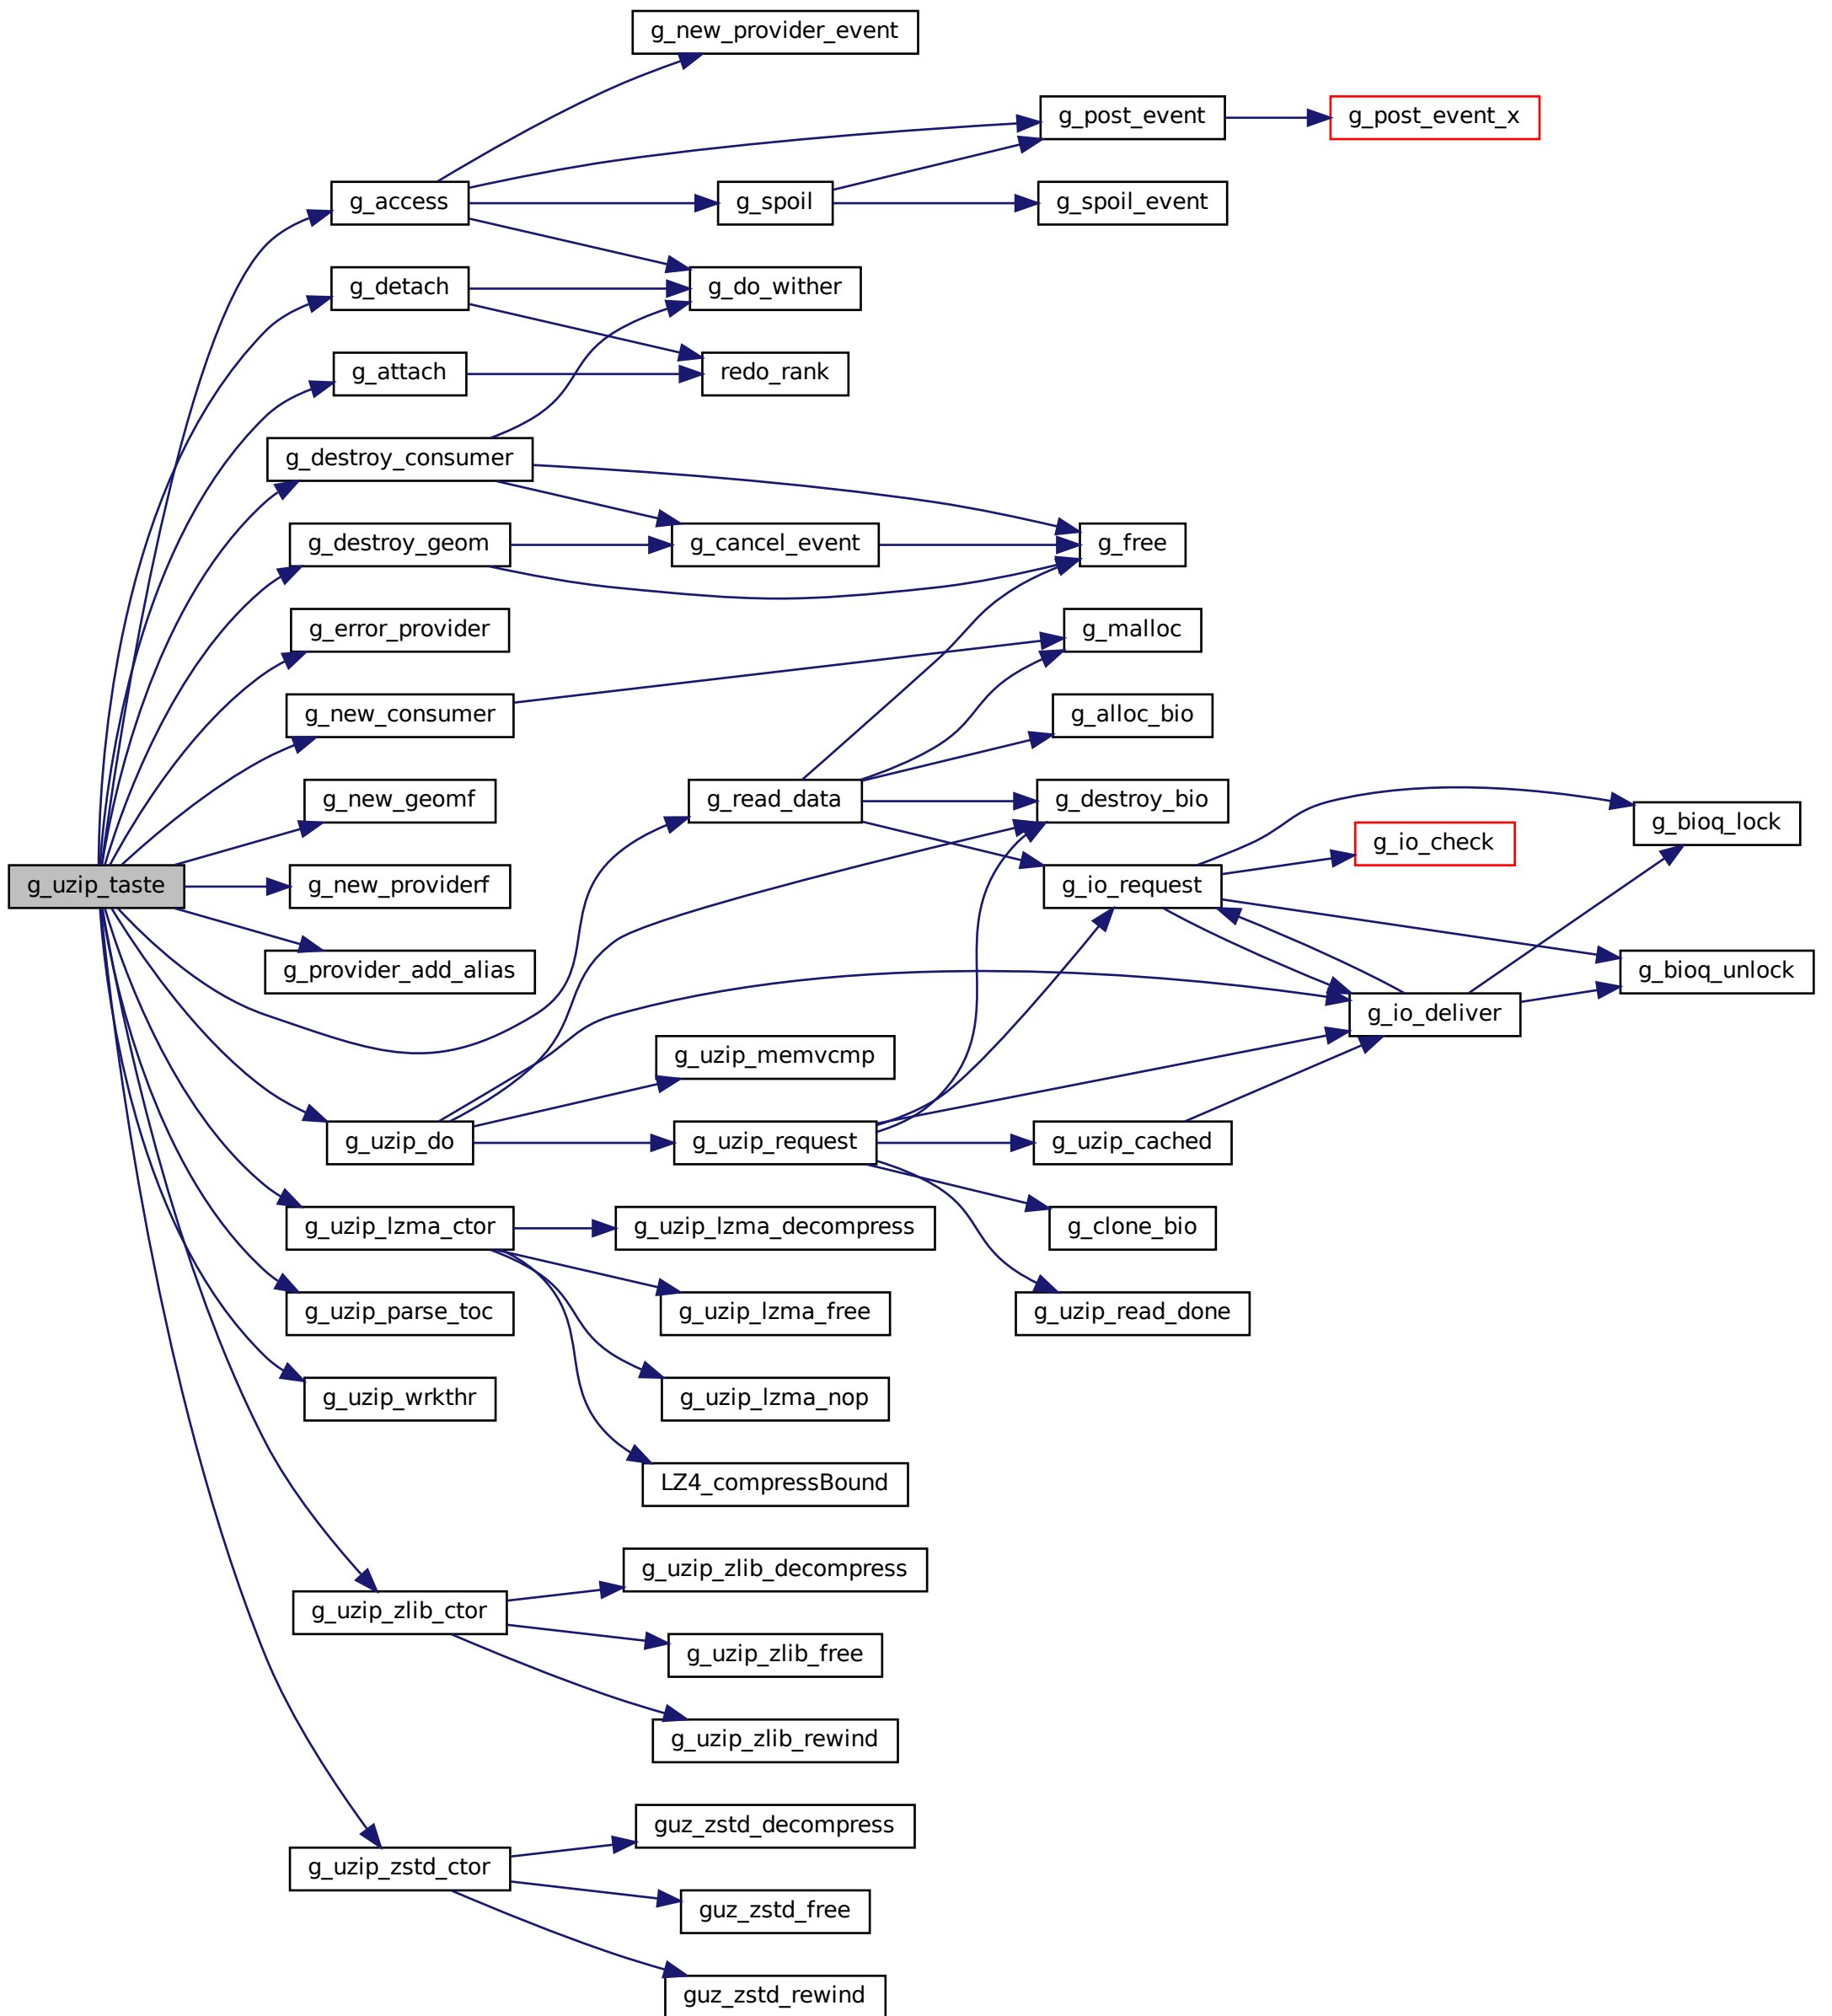 g_new_provider_event
g_post_event
g_post_event_x
g_access
g_spoil
g_spoil_event
g_detach
g_do_wither
g_attach
redo_rank
g_destroy_consumer
g_destroy_geom
g_cancel_event
g_free
g_error_provider
g_malloc
g_new_consumer
g_alloc_bio
g_new_geomf
g_read_data
g_destroy_bio
g_bioq_lock
g_io_check
g_uzip_taste
g_new_providerf
g_io_request
g_provider_add_alias
g_bioq_unlock
g_io_deliver
g_uzip_memvcmp
g_uzip_do
g_uzip_request
g_uzip_cached
g_uzip_lzma_ctor
g_uzip_lzma_decompress
g_clone_bio
g_uzip_parse_toc
g_uzip_lzma_free
g_uzip_read_done
g_uzip_wrkthr
g_uzip_lzma_nop
LZ4_compressBound
g_uzip_zlib_decompress
g_uzip_zlib_ctor
g_uzip_zlib_free
g_uzip_zlib_rewind
guz_zstd_decompress
g_uzip_zstd_ctor
guz_zstd_free
guz_zstd_rewind